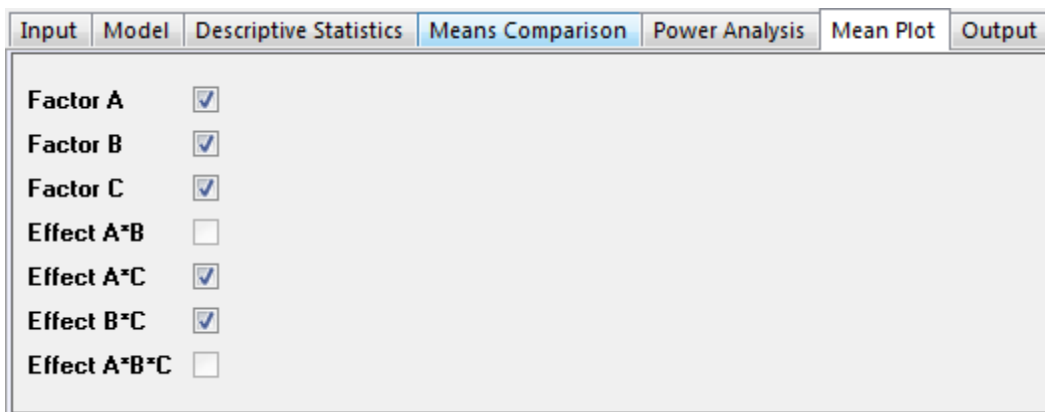 Input Model Descriptive Statistics Means Comparison Power Analysis Mean Plot Output
Factor A
Factor B
Factor C
Effect A*B
Effect A*C
Effect B*C
Effect A*B*C